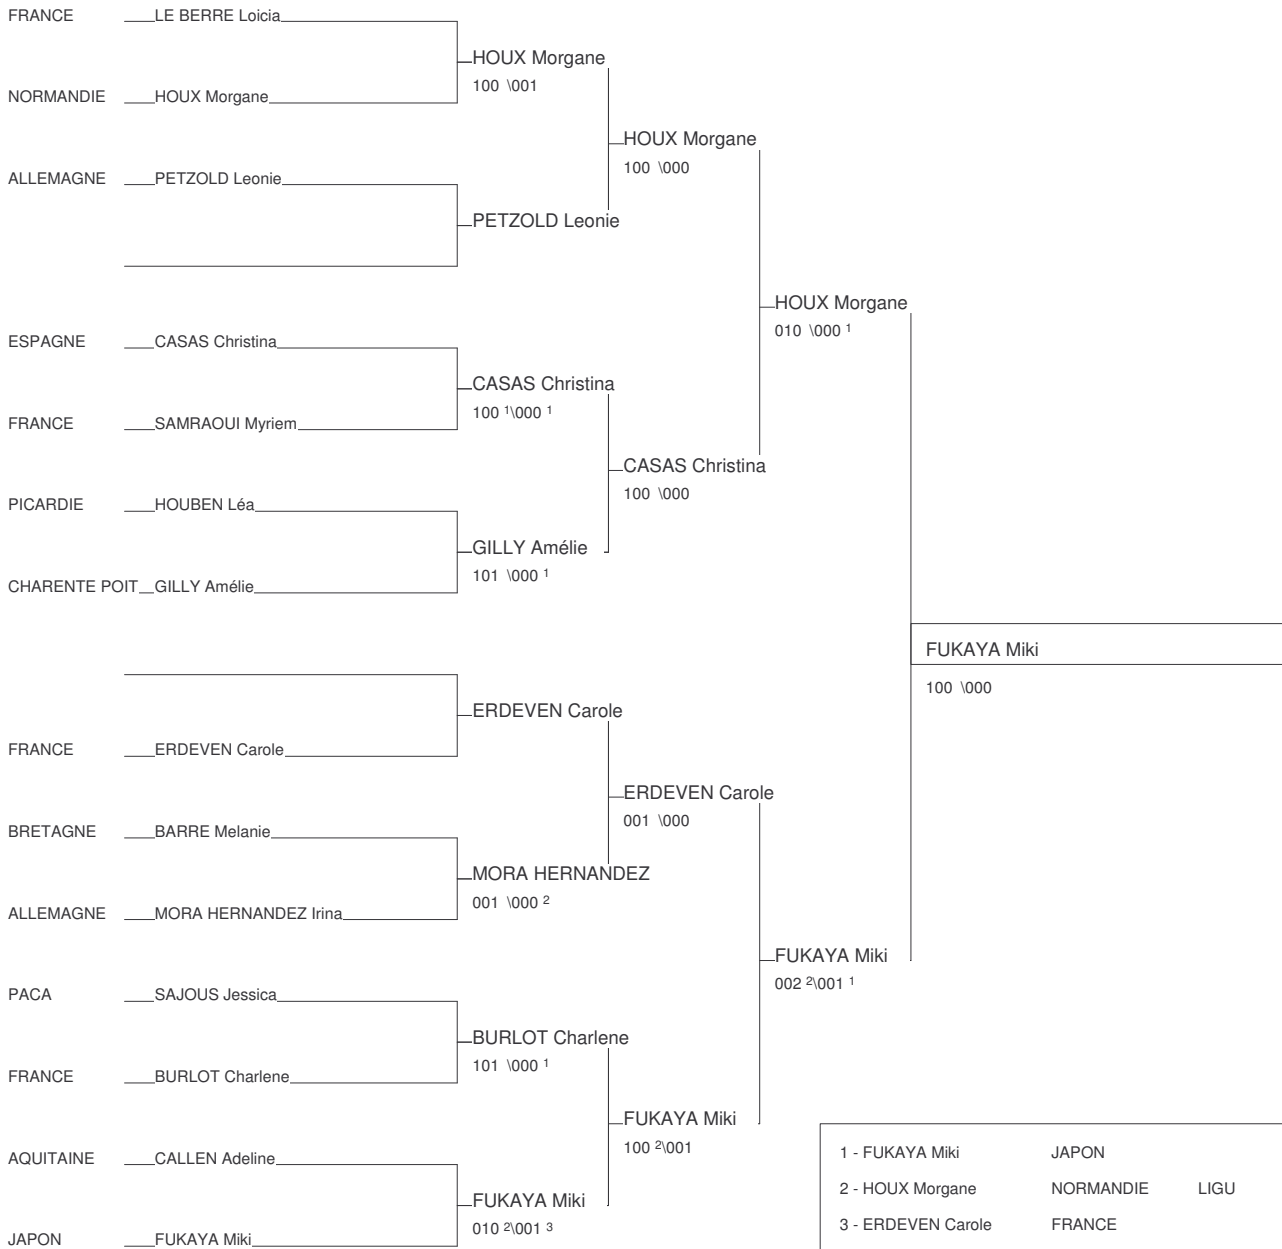 FRANCE LE BERRE Loicia
HOUX Morgane
100 \001
NORMANDIE HOUX Morgane
HOUX Morgane
100 \000
ALLEMAGNE PETZOLD Leonie
PETZOLD Leonie
HOUX Morgane
010 \000 1
ESPAGNE CASAS Christina
CASAS Christina
100 1\000 1
FRANCE SAMRAOUI Myriem
CASAS Christina
100 \000
PICARDIE HOUBEN Léa
GILLY Amélie
101 \000 1
CHARENTE POIT GILLY Amélie
FUKAYA Miki
100 \000
ERDEVEN Carole
FRANCE ERDEVEN Carole
ERDEVEN Carole
001 \000
BRETAGNE BARRE Melanie
MORA HERNANDEZ
001 \000 2
ALLEMAGNE MORA HERNANDEZ Irina
FUKAYA Miki
002 2\001 1
PACA SAJOUS Jessica
BURLOT Charlene
101 \000 1
FRANCE BURLOT Charlene
FUKAYA Miki
100 2\001
AQUITAINE CALLEN Adeline
FUKAYA Miki
010 2\001 3
JAPON FUKAYA Miki
1 - FUKAYA Miki JAPON
2 - HOUX Morgane NORMANDIE LIGU
3 - ERDEVEN Carole FRANCE